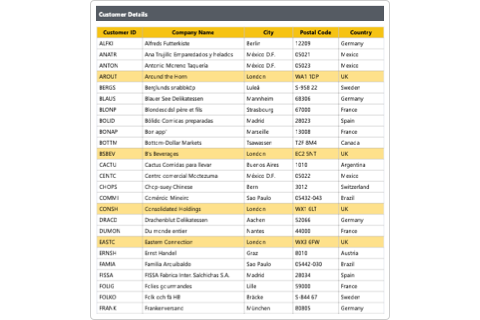 Customer Details
Customer ID Company Name City Postal Code Country
ALFKI Alfreds Futterkiste Berlin 12209 Germany
ANATR Ana Trujillo Emparedados y helados México D.F. 05021 Mexico
ANTON Antonio Moreno Taquería México D.F. 05023 Mexico
AROUT Around the Horn London WA1 1DP UK
BERGS Berglunds snabbköp Luleå S-958 22 Sweden
BLAUS Blauer See Delikatessen Mannheim 68306 Germany
BLONP Blondesddsl père et fils Strasbourg 67000 France
BOLID Bólido Comidas preparadas Madrid 28023 Spain
BONAP Bon app' Marseille 13008 France
BOTTM Bottom-Dollar Markets Tsawassen T2F 8M4 Canada
BSBEV B's Beverages London EC2 5NT UK
CACTU Cactus Comidas para llevar Buenos Aires 1010 Argentina
CENTC Centro comercial Moctezuma México D.F. 05022 Mexico
CHOPS Chop-suey Chinese Bern 3012 Switzerland
COMMI Comércio Mineiro Sao Paulo 05432-043 Brazil
CONSH Consolidated Holdings London WX1 6LT UK
DRACD Drachenblut Delikatessen Aachen 52066 Germany
DUMON Du monde entier Nantes 44000 France
EASTC Eastern Connection London WX3 6FW UK
ERNSH Ernst Handel Graz 8010 Austria
FAMIA Familia Arquibaldo Sao Paulo 05442-030 Brazil
FISSA FISSA Fabrica Inter. Salchichas S.A. Madrid 28034 Spain
FOLIG Folies gourmandes Lille 59000 France
FOLKO Folk och fä HB Bräcke S-844 67 Sweden
FRANK Frankenversand München 80805 Germany